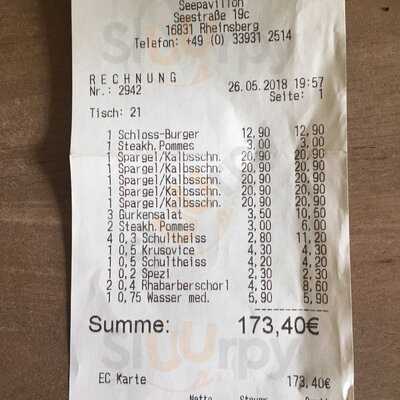 Seepavillon
Seestraße 19c
16831 Rheinsberg
Telefon: +49 (0) 33931 2514
RECHNUNG
Nr.: 2942
26.05.2018 19:57
Seite: 1
Tisch: 21
1 Schloss-Burger 12,90 12,90
1 Steakh.Pommes 3,00 3,00
1 Spargel/Kalbsschn. 20,90 20,90
1 Spargel/Kalbsschn. 20,90 20,90
1 Spargel/Kalbsschn. 20,90 20,90
1 Spargel/Kalbsschn. 20,90 20,90
1 Spargel/Kalbsschn. 20,90 20,90
3 Gurkensalat 3,50 10,50
2 Steakh.Pommes 3,00 6,00
4 0,3 Schultheiss 2,80 11,20
1 0,5 Krusovice 4,30 4,30
1 0,5 Schultheiss 4,20 4,20
1 0,2 Spezi 2,30 2,30
2 0,4 Rhabarberschorl 4,30 8,60
1 0,75 Wasser med. 5,90 5,90
Summe: 173,40€
Sluurpy
EC Karte 173,40€